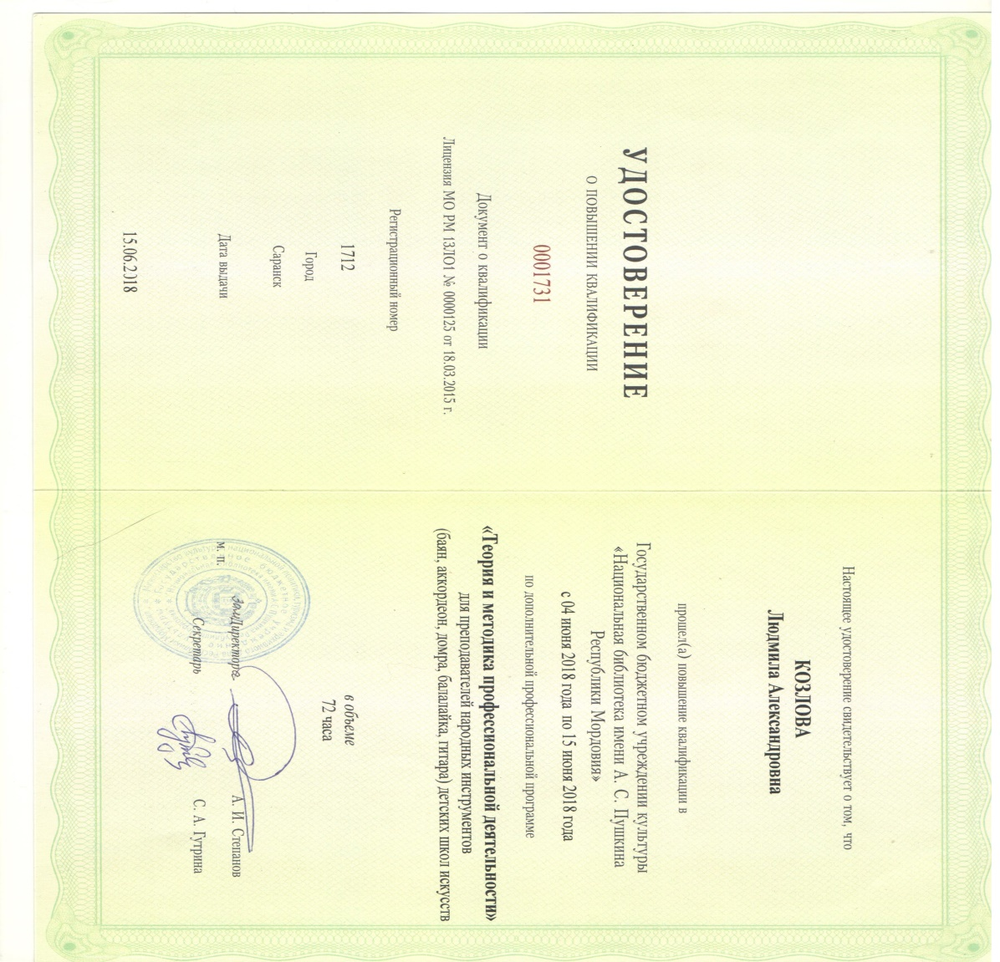 УДОСТОВЕРЕНИЕ
О ПОВЫШЕНИИ КВАЛИФИКАЦИИ
0001731
Документ о квалификации
Лицензия МО РМ 13ЛО1 № 0000125 от 18.03.2015 г.
Регистрационный номер
1712
Город
Саранск
Дата выдачи
15.06.2018
Настоящее удостоверение свидетельствует о том, что
КОЗЛОВА
Людмила Александровна
прошел(а) повышение квалификации в
Государственном бюджетном учреждении культуры
«Национальная библиотека имени А. С. Пушкина
Республики Мордовия»
с 04 июня 2018 года по 15 июня 2018 года
по дополнительной профессиональной программе
«Теория и методика профессиональной деятельности»
для преподавателей народных инструментов
(баян, аккордеон, домра, балалайка, гитара) детских школ искусств
в объеме
72 часа
М. П.
зам Директора А. И. Степанов
Секретарь С. А. Гутрина